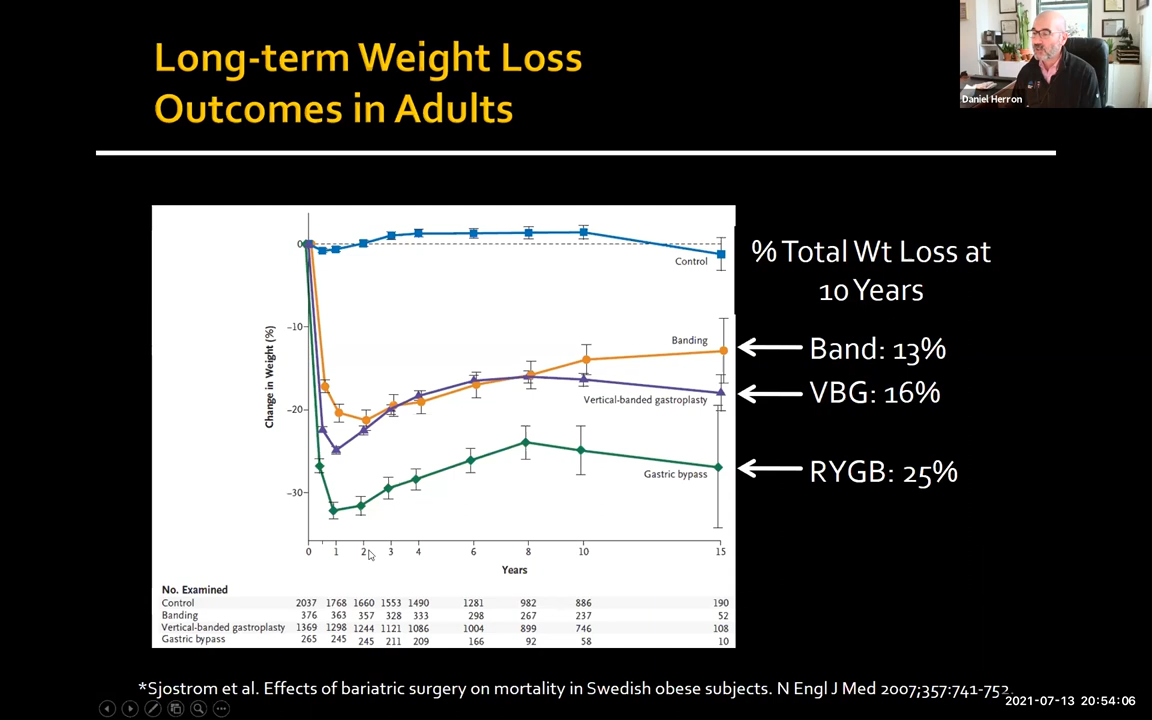 Long-term Weight Loss
Outcomes in Adults
Daniel Herron
Change in Weight (%)
0
-10
-20
-30
Control
Banding
Vertical-banded gastroplasty
Gastric bypass
0 1 2 3 4 6 8 10 15
Years
No. Examined
Control 2037 1768 1660 1553 1490 1281 982 886 190
Banding 376 363 357 328 333 298 267 237 52
Vertical-banded gastroplasty 1369 1298 1244 1121 1086 1004 899 746 108
Gastric bypass 265 245 245 211 209 166 92 58 10
% Total Wt Loss at
10 Years
Band: 13%
VBG: 16%
RYGB: 25%
*Sjostrom et al. Effects of bariatric surgery on mortality in Swedish obese subjects. N Engl J Med 2007;357:741-752.
2021-07-13 20:54:06